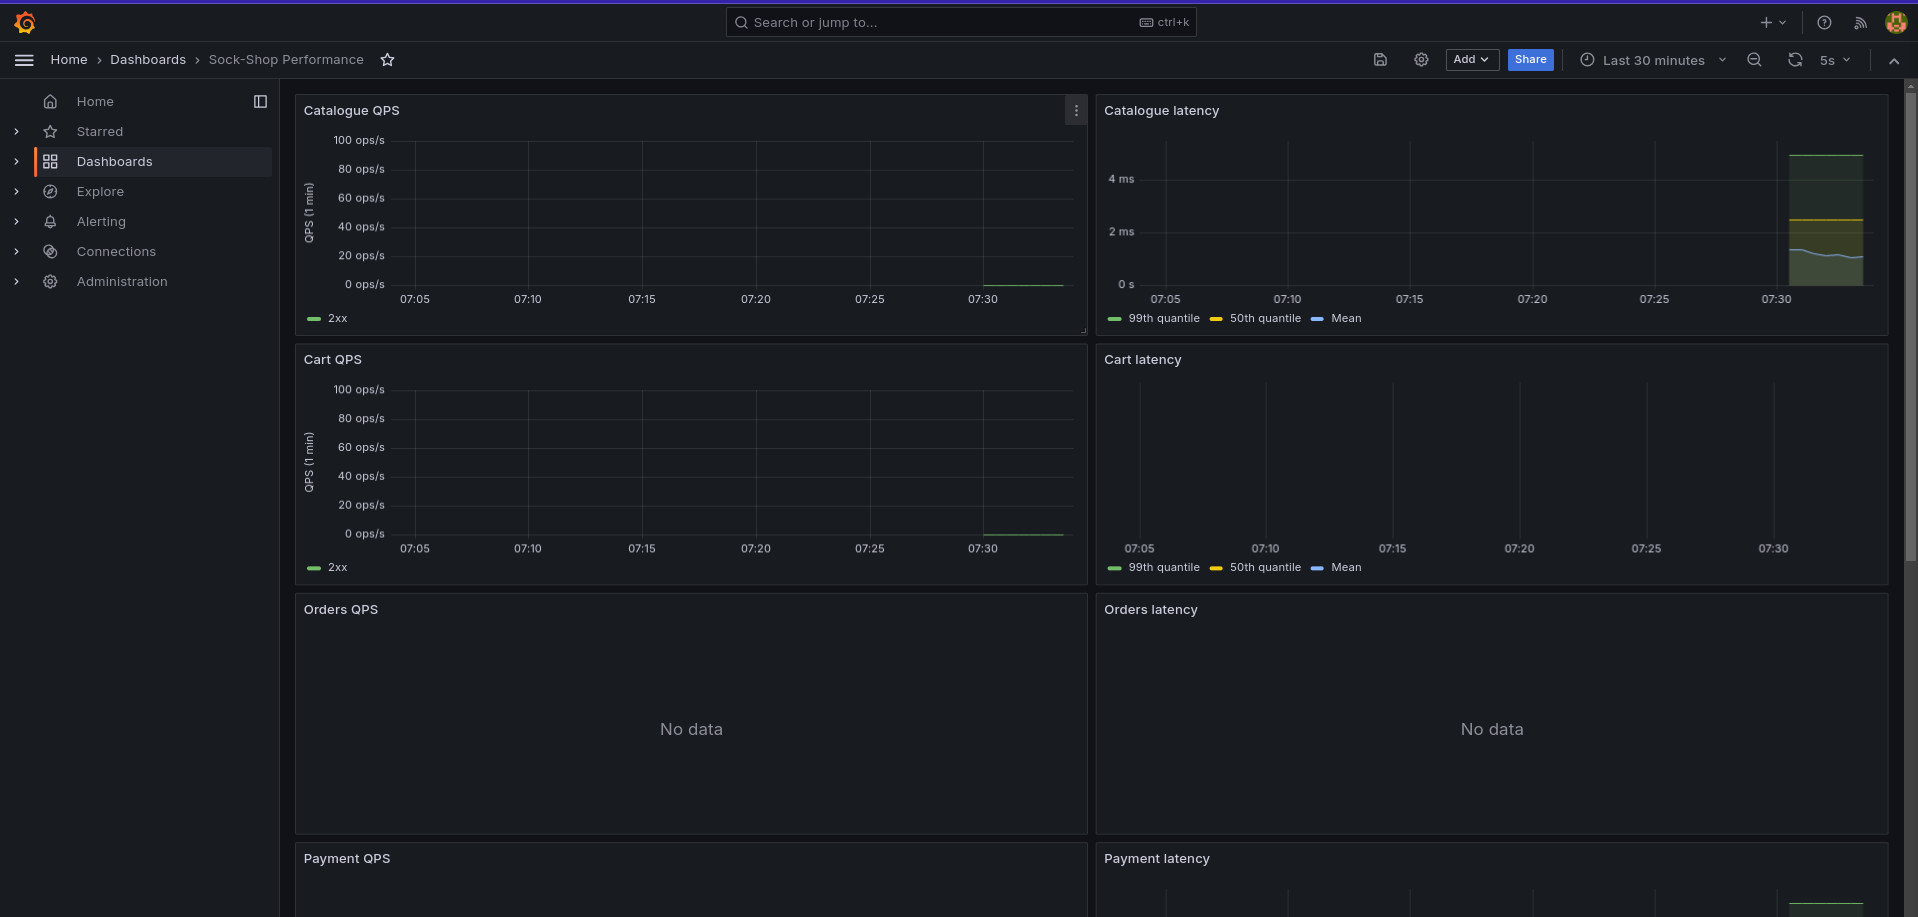 Search or jump to... ctrl+k
Home › Dashboards › Sock-Shop Performance Add Share Last 30 minutes 5s
Home
Starred
Dashboards
Explore
Alerting
Connections
Administration
Catalogue QPS
QPS (1 min)
100 ops/s
80 ops/s
60 ops/s
40 ops/s
20 ops/s
0 ops/s
07:05 07:10 07:15 07:20 07:25 07:30
2xx
Catalogue latency
4 ms
2 ms
0 s
07:05 07:10 07:15 07:20 07:25 07:30
99th quantile 50th quantile Mean
Cart QPS
QPS (1 min)
100 ops/s
80 ops/s
60 ops/s
40 ops/s
20 ops/s
0 ops/s
07:05 07:10 07:15 07:20 07:25 07:30
2xx
Cart latency
07:05 07:10 07:15 07:20 07:25 07:30
99th quantile 50th quantile Mean
Orders QPS
No data
Orders latency
No data
Payment QPS
Payment latency